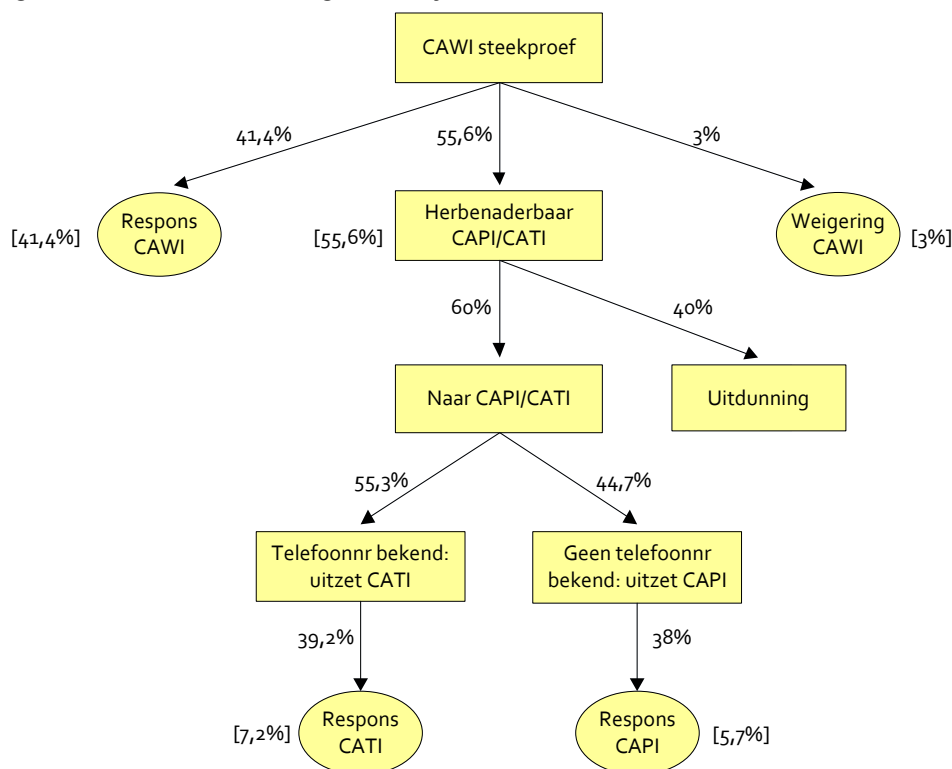 CAWI steekproef
41,4%
55,6%
3%
[41,4%]
Respons
CAWI
[55,6%]
Herbenaderbaar
CAPI/CATI
Weigering
CAWI
[3%]
60%
40%
Naar CAPI/CATI
Uitdunning
55,3%
44,7%
Telefoonnr bekend:
uitzet CATI
Geen telefoonnr
bekend: uitzet CAPI
39,2%
38%
[7,2%]
Respons
CATI
Respons
CAPI
[5,7%]